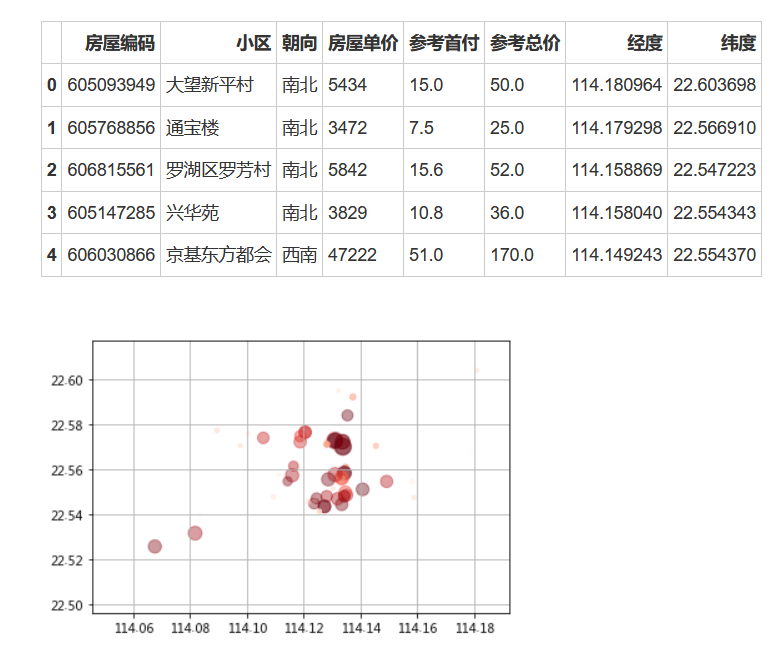 房屋编码 小区 朝向 房屋单价 参考首付 参考总价 经度 纬度
0 605093949 大望新平村 南北 5434 15.0 50.0 114.180964 22.603698
1 605768856 通宝楼 南北 3472 7.5 25.0 114.179298 22.566910
2 606815561 罗湖区罗芳村 南北 5842 15.6 52.0 114.158869 22.547223
3 605147285 兴华苑 南北 3829 10.8 36.0 114.158040 22.554343
4 606030866 京基东方都会 西南 47222 51.0 170.0 114.149243 22.554370
22.60
22.58
22.56
22.54
22.52
22.50
114.06 114.08 114.10 114.12 114.14 114.16 114.18